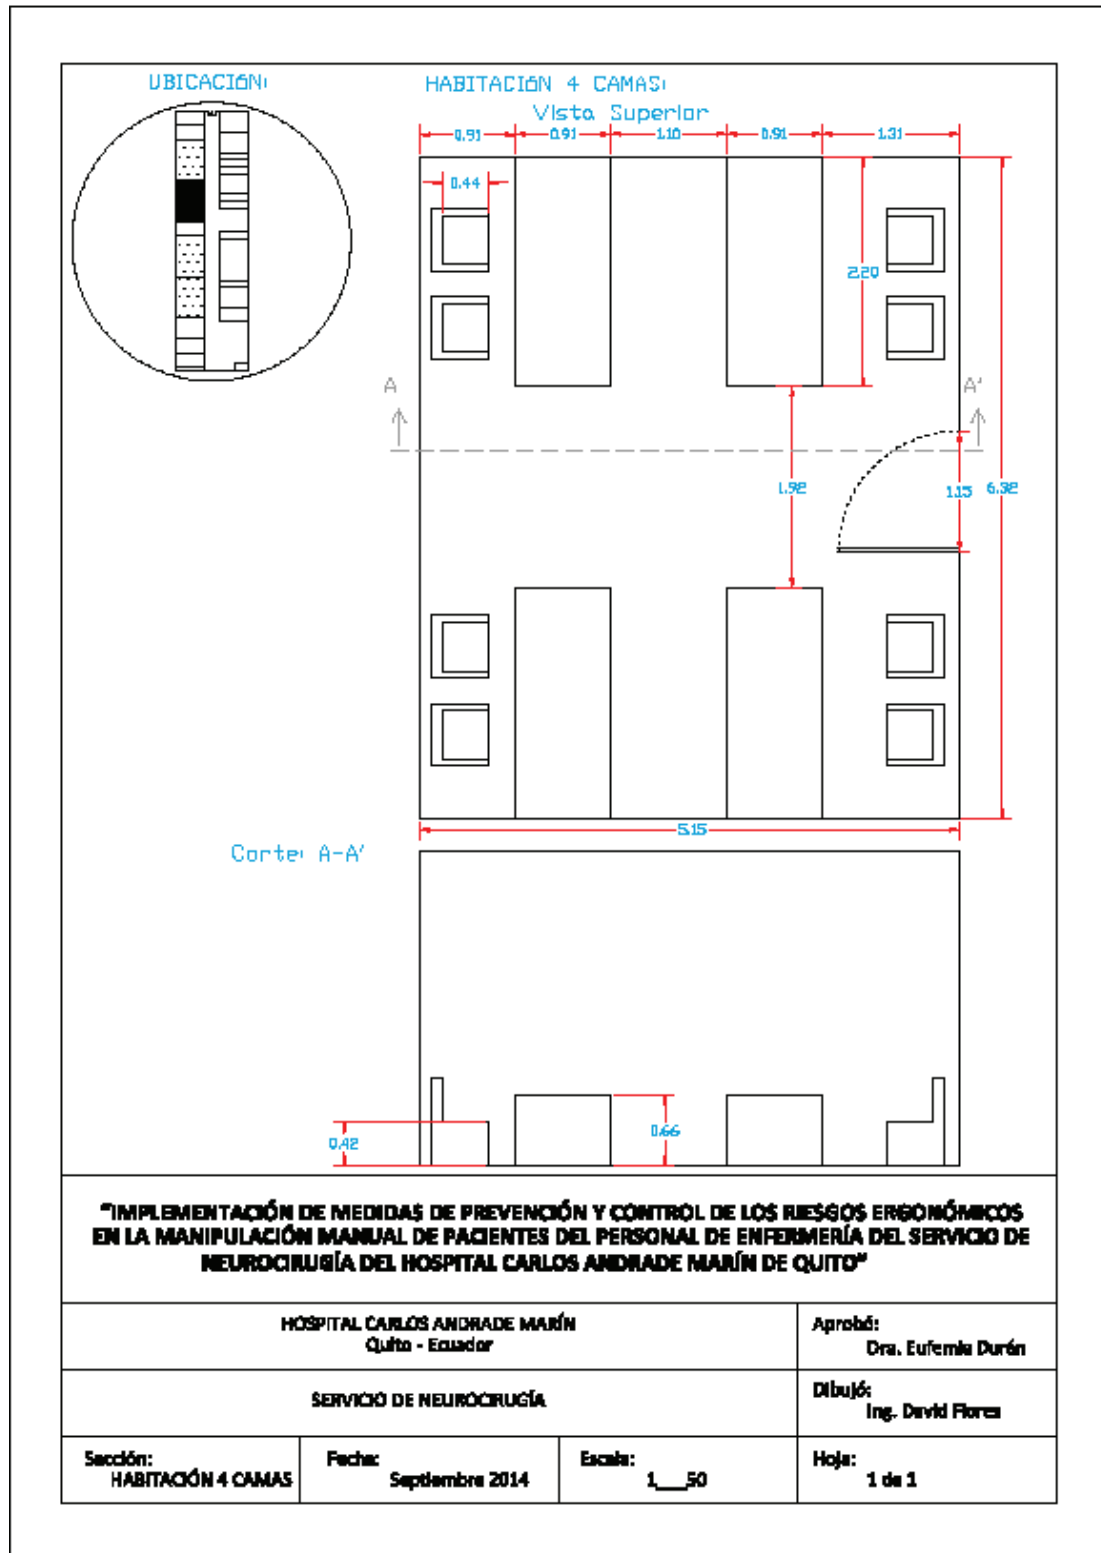 UBICACIÓN:
HABITACIÓN 4 CAMAS:
Vista Superior
0.91 0.91 1.10 0.91 1.31
0.44
2.20
A A'
1.92
1.15 6.32
5.15
Corte: A-A'
0.42
0.66
"IMPLEMENTACIÓN DE MEDIDAS DE PREVENCIÓN Y CONTROL DE LOS RIESGOS ERGONÓMICOS
EN LA MANIPULACIÓN MANUAL DE PACIENTES DEL PERSONAL DE ENFERMERÍA DEL SERVICIO DE
NEUROCIRUGÍA DEL HOSPITAL CARLOS ANDRADE MARÍN DE QUITO"
HOSPITAL CARLOS ANDRADE MARÍN
Quito - Ecuador
Aprobó:
Dra. Eufemia Durán
SERVICIO DE NEUROCIRUGÍA
Dibujó:
Ing. David Flores
Sección:
HABITACIÓN 4 CAMAS
Fecha:
Septiembre 2014
Escala:
1___50
Hoja:
1 de 1